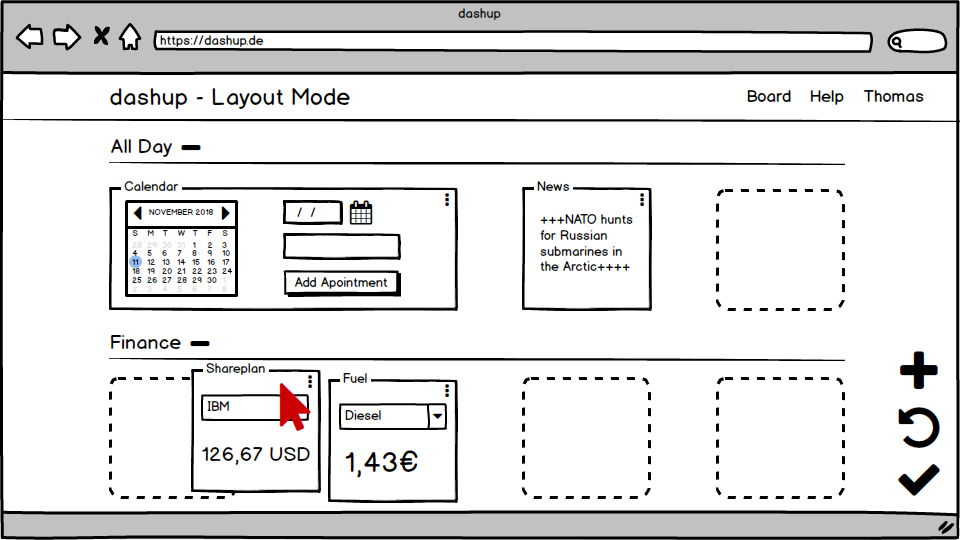 dashup
https://dashup.de
dashup - Layout Mode
Board Help Thomas
All Day
Calendar
NOVEMBER 2018
S M T W T F S
28 29 30 31 1 2 3
4 5 6 7 8 9 10
11 12 13 14 15 16 17
18 19 20 21 22 23 24
25 26 27 28 29 30 1
2 3 4 5 6 7 8
/ /
Add Apointment
News
+++NATO hunts
for Russian
submarines in
the Arctic++++
Finance
Shareplan
IBM
126,67 USD
Fuel
Diesel
1,43€